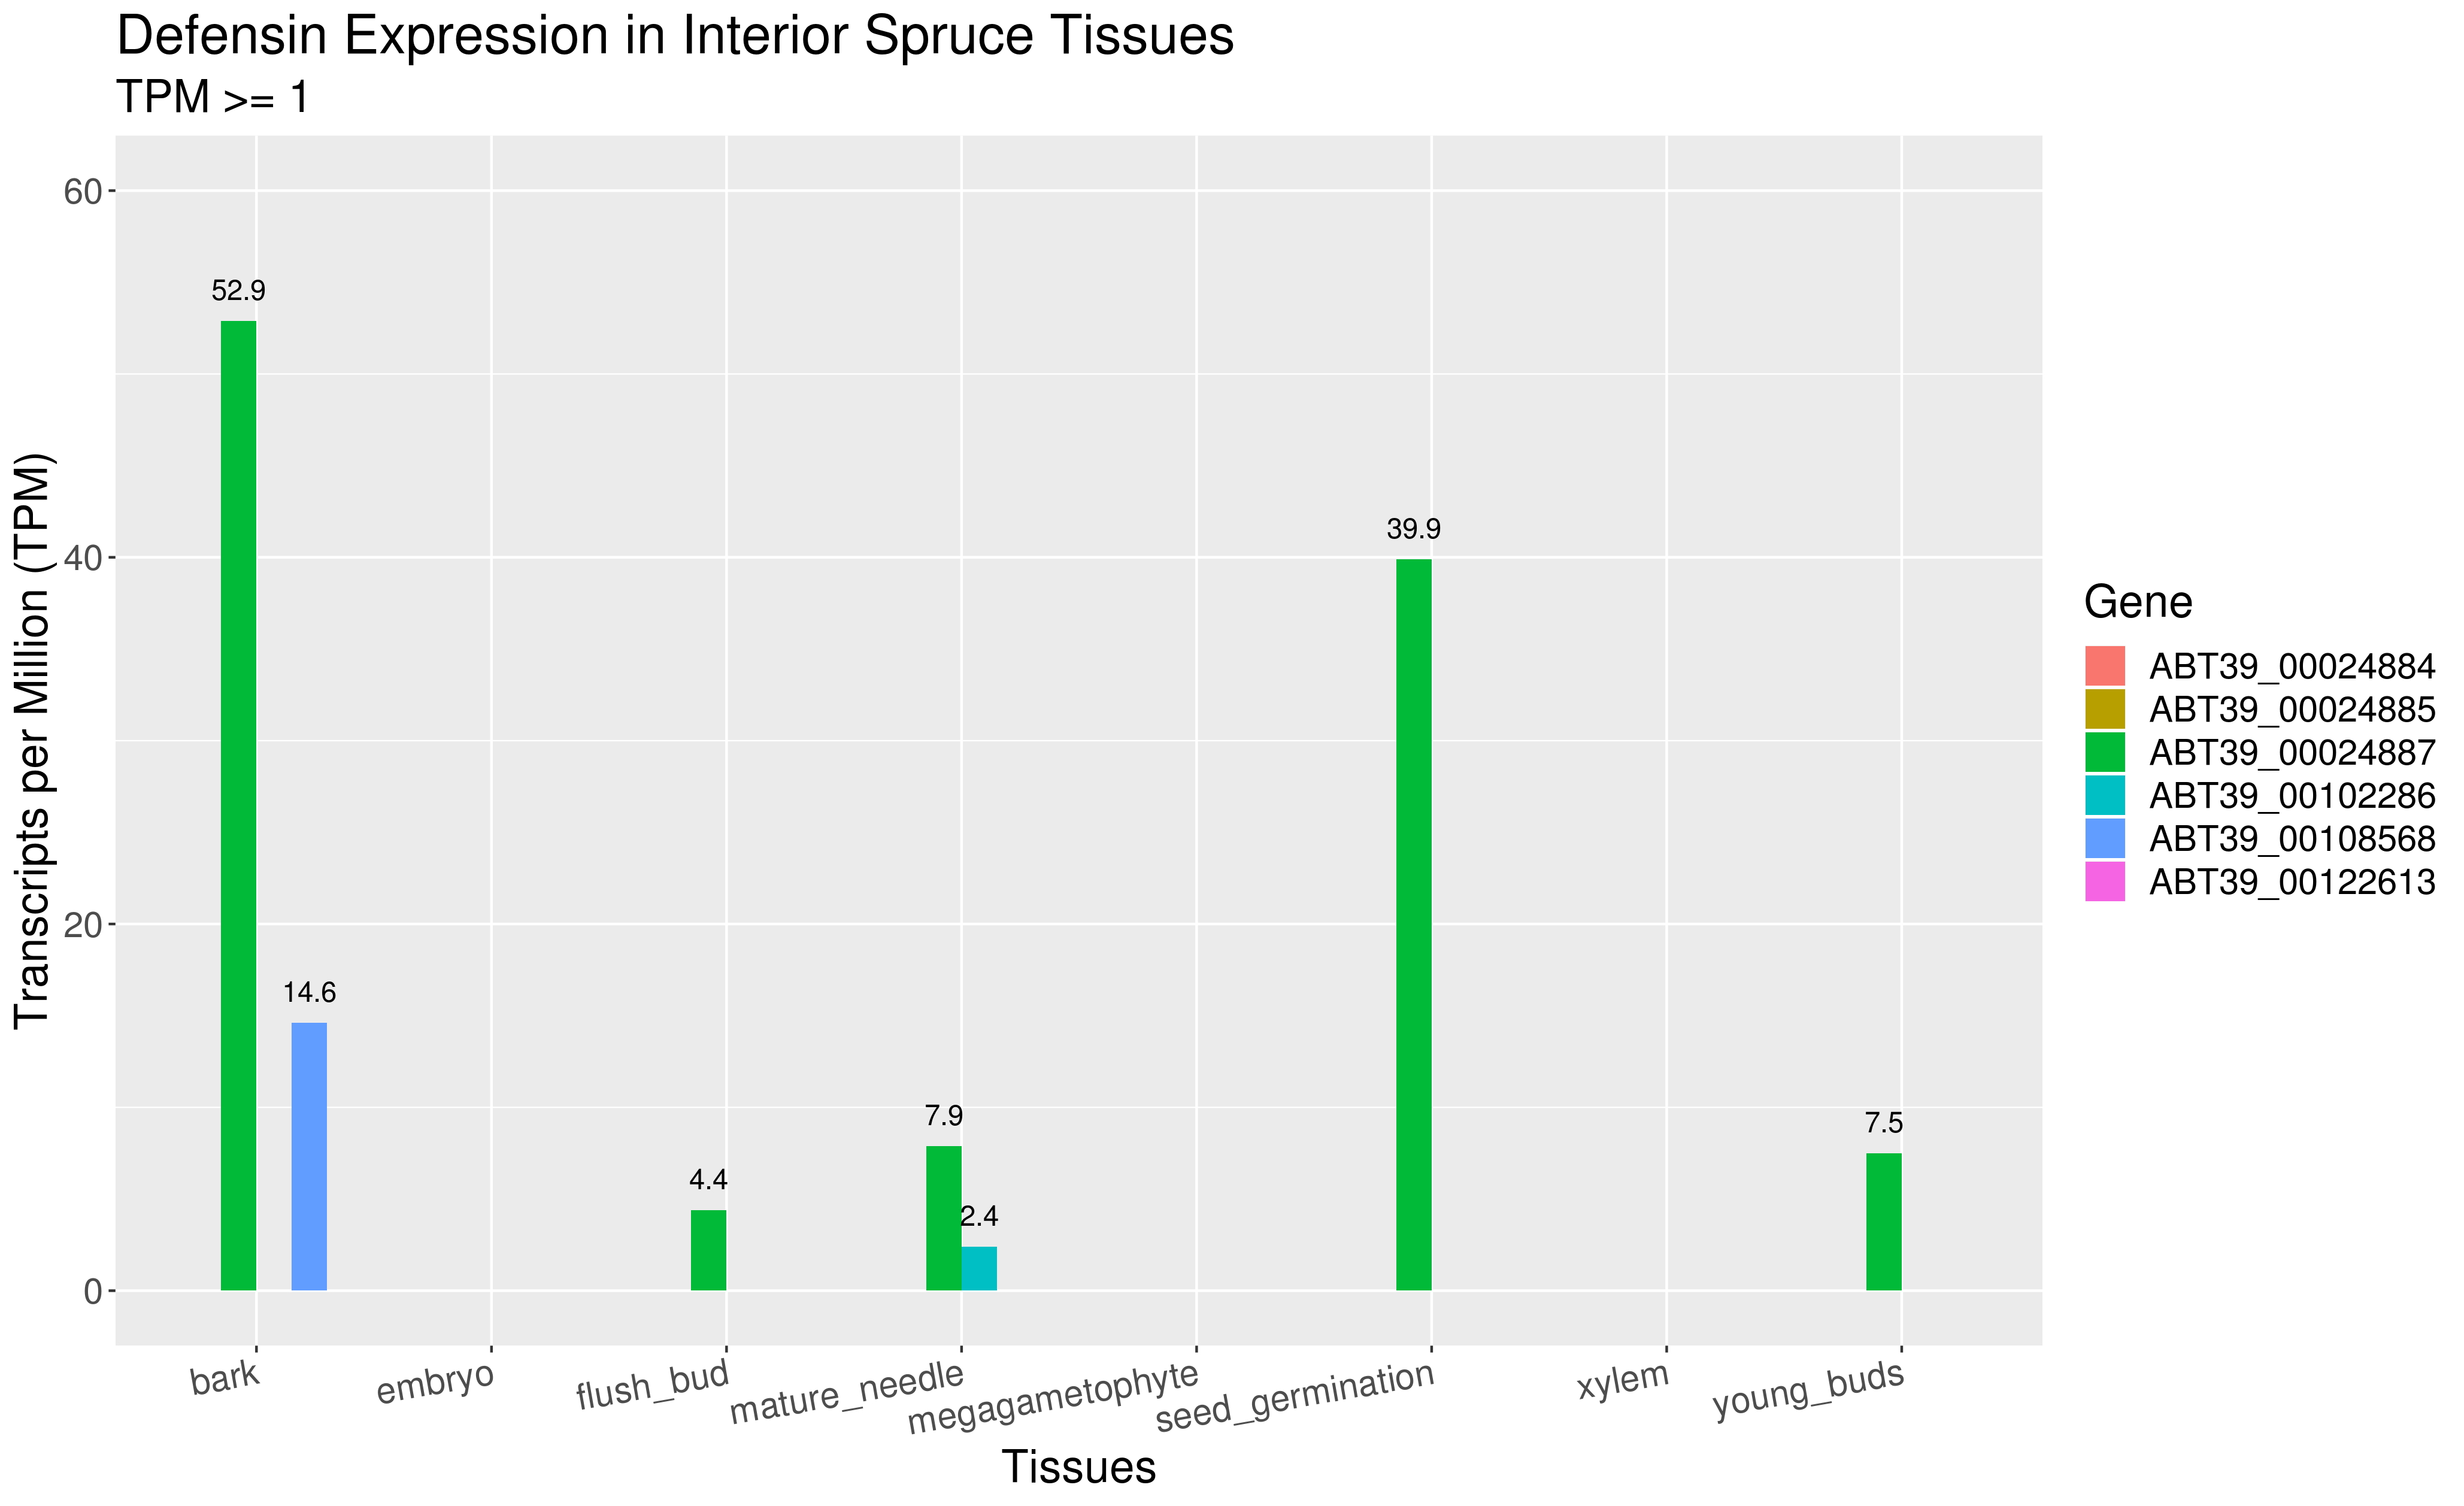 Defensin Expression in Interior Spruce Tissues
TPM >= 1
Transcripts per Million (TPM)
60
40
20
0
52.9
14.6
4.4
7.9
2.4
39.9
7.5
bark
embryo
flush_bud
mature_needle
megagametophyte
seed_germination
xylem
young_buds
Tissues
Gene
ABT39_00024884
ABT39_00024885
ABT39_00024887
ABT39_00102286
ABT39_00108568
ABT39_00122613